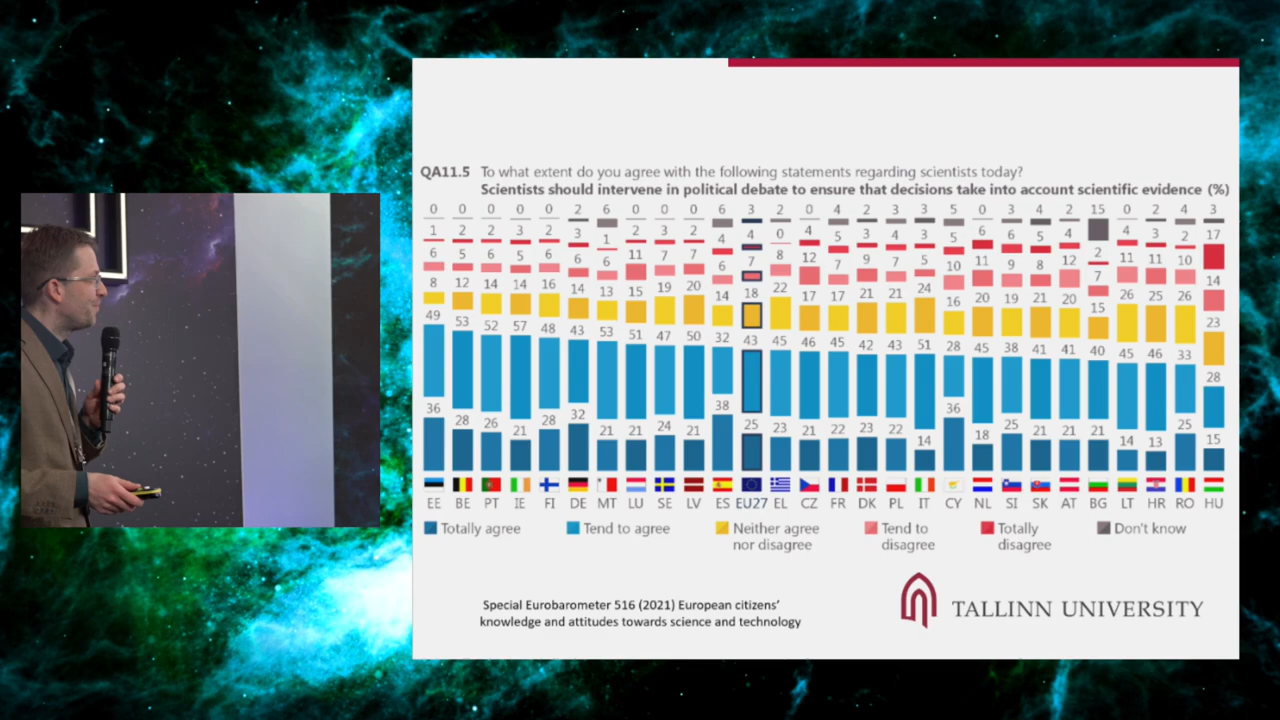 QA11.5 To what extent do you agree with the following statements regarding scientists today?
Scientists should intervene in political debate to ensure that decisions take into account scientific evidence (%)
0 0 0 0 0 2 6 0 0 0 6 3 2 0 4 2 3 3 5 0 3 4 2 15 0 2 4 3
1 2 2 3 2 3 1 2 3 2 4 4 0 4 5 3 4 3 5 6 6 5 4 2 4 3 2 17
6 5 6 5 6 6 6 11 7 7 6 7 8 12 7 9 7 5 10 11 9 8 12 7 11 11 10 14
8 12 14 14 16 14 13 15 19 20 14 18 22 17 17 21 21 24 16 20 19 21 20 15 26 25 26 23
49 53 52 57 48 43 53 51 47 50 32 43 45 46 45 42 43 51 28 45 38 41 41 40 45 46 33 28
36 28 26 21 28 32 21 21 24 21 38 25 23 21 22 23 22 14 36 18 25 21 21 21 14 13 25 15
EE BE PT IE FI DE MT LU SE LV ES EU27 EL CZ FR DK PL IT CY NL SI SK AT BG LT HR RO HU
Totally agree Tend to agree Neither agree Tend to Totally Don't know
nor disagree disagree disagree
Special Eurobarometer 516 (2021) European citizens'
knowledge and attitudes towards science and technology
TALLINN UNIVERSITY